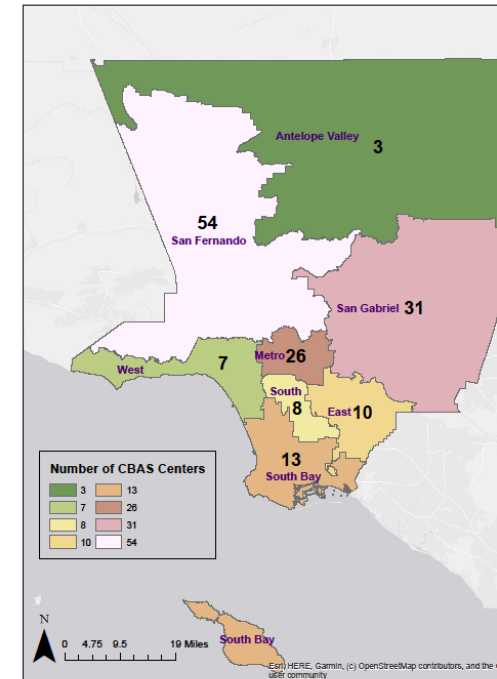 Antelope Valley 3
54
San Fernando
San Gabriel 31
West 7
Metro 26
South
8
East 10
13
South Bay
Number of CBAS Centers
3 13
7 26
8 31
10 54
N
0 4.75 9.5 19 Miles
South Bay
Esri, HERE, Garmin, (c) OpenStreetMap contributors, and the
user community